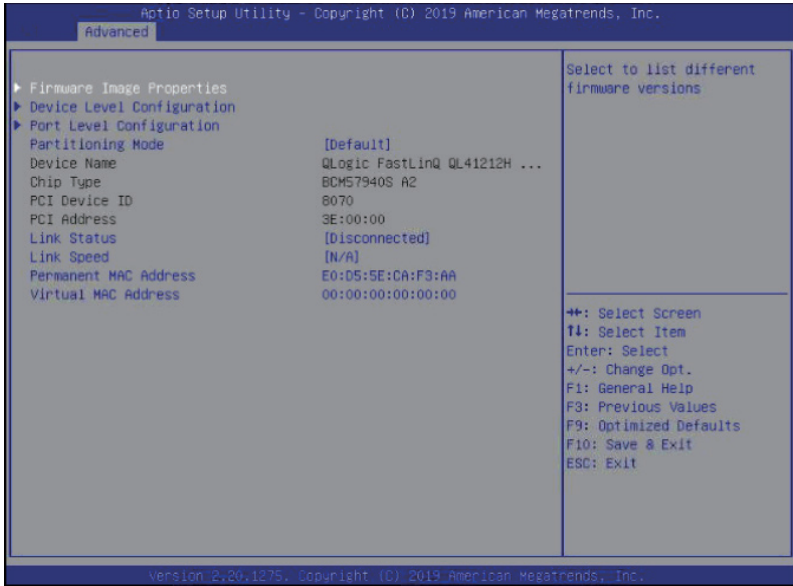 Aptio Setup Utility - Copyright (C) 2019 American Megatrends, Inc.
Advanced
Firmware Image Properties
Device Level Configuration
Port Level Configuration
Partitioning Mode [Default]
Device Name QLogic FastLinQ QL41212H ...
Chip Type BCM57940S A2
PCI Device ID 8070
PCI Address 3E:00:00
Link Status [Disconnected]
Link Speed [N/A]
Permanent MAC Address E0:D5:5E:CA:F3:AA
Virtual MAC Address 00:00:00:00:00:00
Select to list different
firmware versions
→←: Select Screen
↑↓: Select Item
Enter: Select
+/-: Change Opt.
F1: General Help
F3: Previous Values
F9: Optimized Defaults
F10: Save & Exit
ESC: Exit
Version 2.20.1275. Copyright (C) 2019 American Megatrends, Inc.